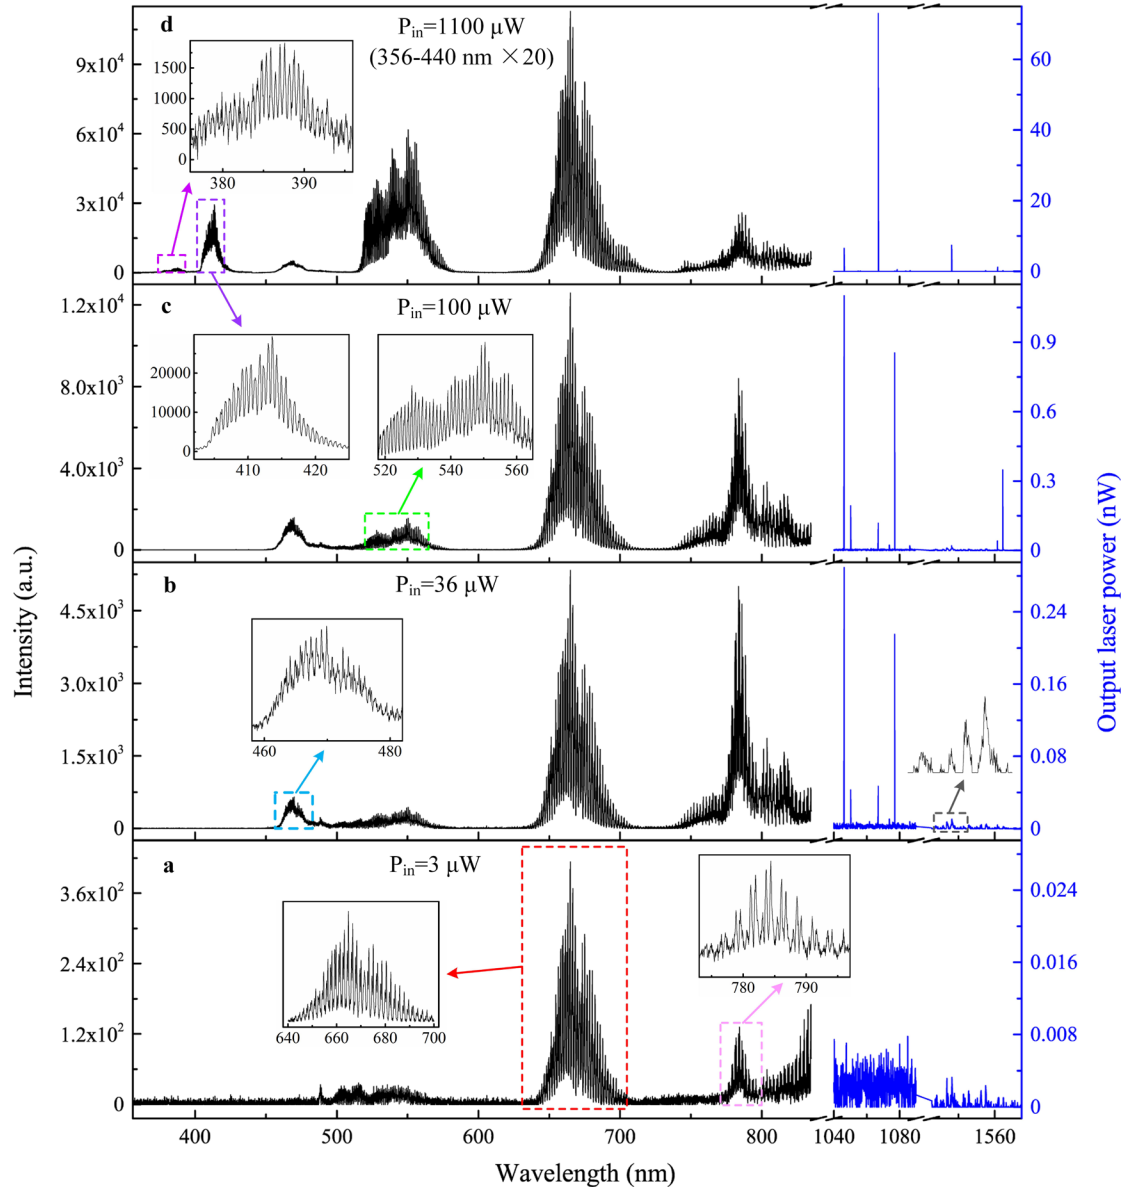 d
P_in=1100 μW
(356-440 nm ×20)
9x10^4
6x10^4
3x10^4
0
1500
1000
500
0
380
390
60
40
20
0
c
P_in=100 μW
1.2x10^4
8.0x10^3
4.0x10^3
0
20000
10000
0
410
420
520
540
560
0.9
0.6
0.3
0
b
P_in=36 μW
4.5x10^3
3.0x10^3
1.5x10^3
0
460
480
0.24
0.16
0.08
0
a
P_in=3 μW
3.6x10^2
2.4x10^2
1.2x10^2
0
640
660
680
700
780
790
0.024
0.016
0.008
0
400
500
600
700
800
1040
1080
1560
Wavelength (nm)
Intensity (a.u.)
Output laser power (nW)